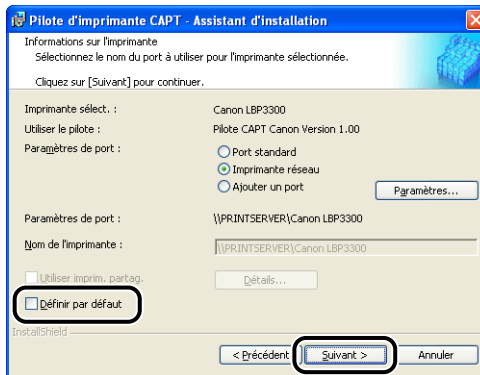 Pilote d'imprimante CAPT - Assistant d'installation
Informations sur l'imprimante
Sélectionnez le nom du port à utiliser pour l'imprimante sélectionnée.
Cliquez sur [Suivant] pour continuer.
Imprimante sélect. : Canon LBP3300
Utiliser le pilote : Pilote CAPT Canon Version 1.00
Paramètres de port : Port standard
Imprimante réseau
Ajouter un port Paramètres...
Paramètres de port : \\PRINTSERVER\Canon LBP3300
Nom de l'imprimante : \\PRINTSERVER\Canon LBP3300
Utiliser imprim. partag. Détails...
Définir par défaut
InstallShield
< Précédent Suivant > Annuler